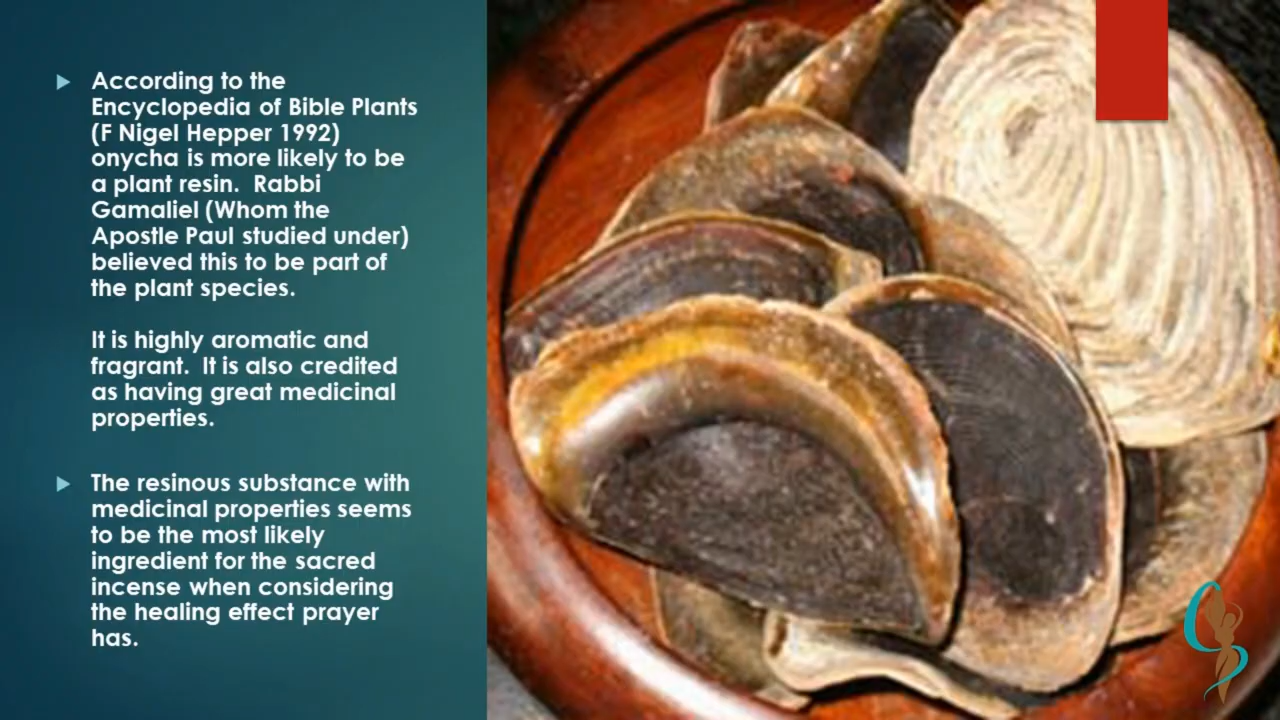 According to the
Encyclopedia of Bible Plants
(F Nigel Hepper 1992)
onycha is more likely to be
a plant resin.  Rabbi
Gamaliel (Whom the
Apostle Paul studied under)
believed this to be part of
the plant species.
It is highly aromatic and
fragrant.  It is also credited
as having great medicinal
properties.
The resinous substance with
medicinal properties seems
to be the most likely
ingredient for the sacred
incense when considering
the healing effect prayer
has.